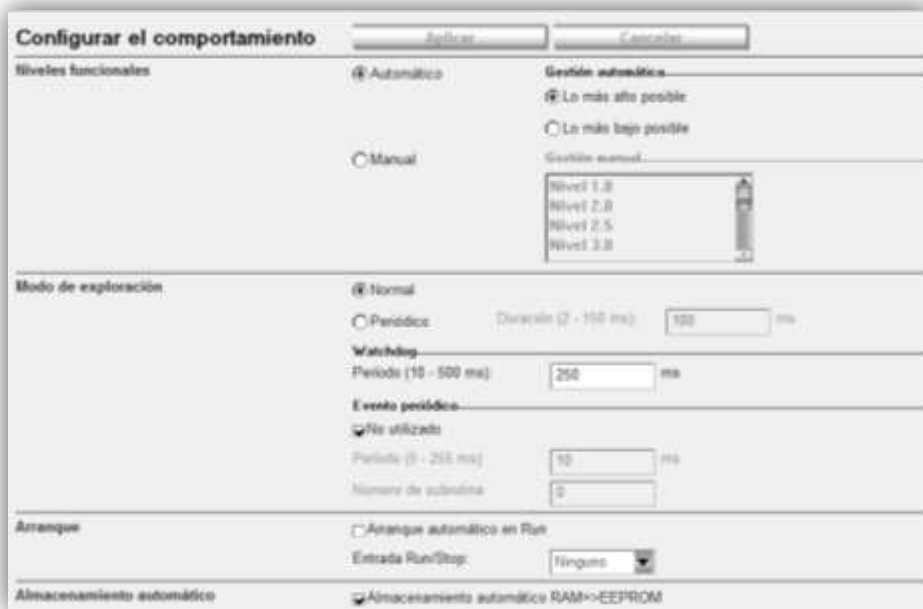 Configurar el comportamiento Aplicar Cancelar
Niveles funcionales Automático Gestión automática
Lo más alto posible
Lo más bajo posible
Manual Gestión manual
Nivel 1.0
Nivel 2.0
Nivel 2.5
Nivel 3.0
Modo de exploración Normal
Periódico Duración (2 - 150 ms): 100 ms
Watchdog
Período (10 - 500 ms): 250 ms
Evento periódico
No utilizado
Período (5 - 255 ms) 10 ms
Número de subrutina 0
Arranque Arranque automático en Run
Entrada Run/Stop: Ninguno
Almacenamiento automático Almacenamiento automático RAM=>EEPROM